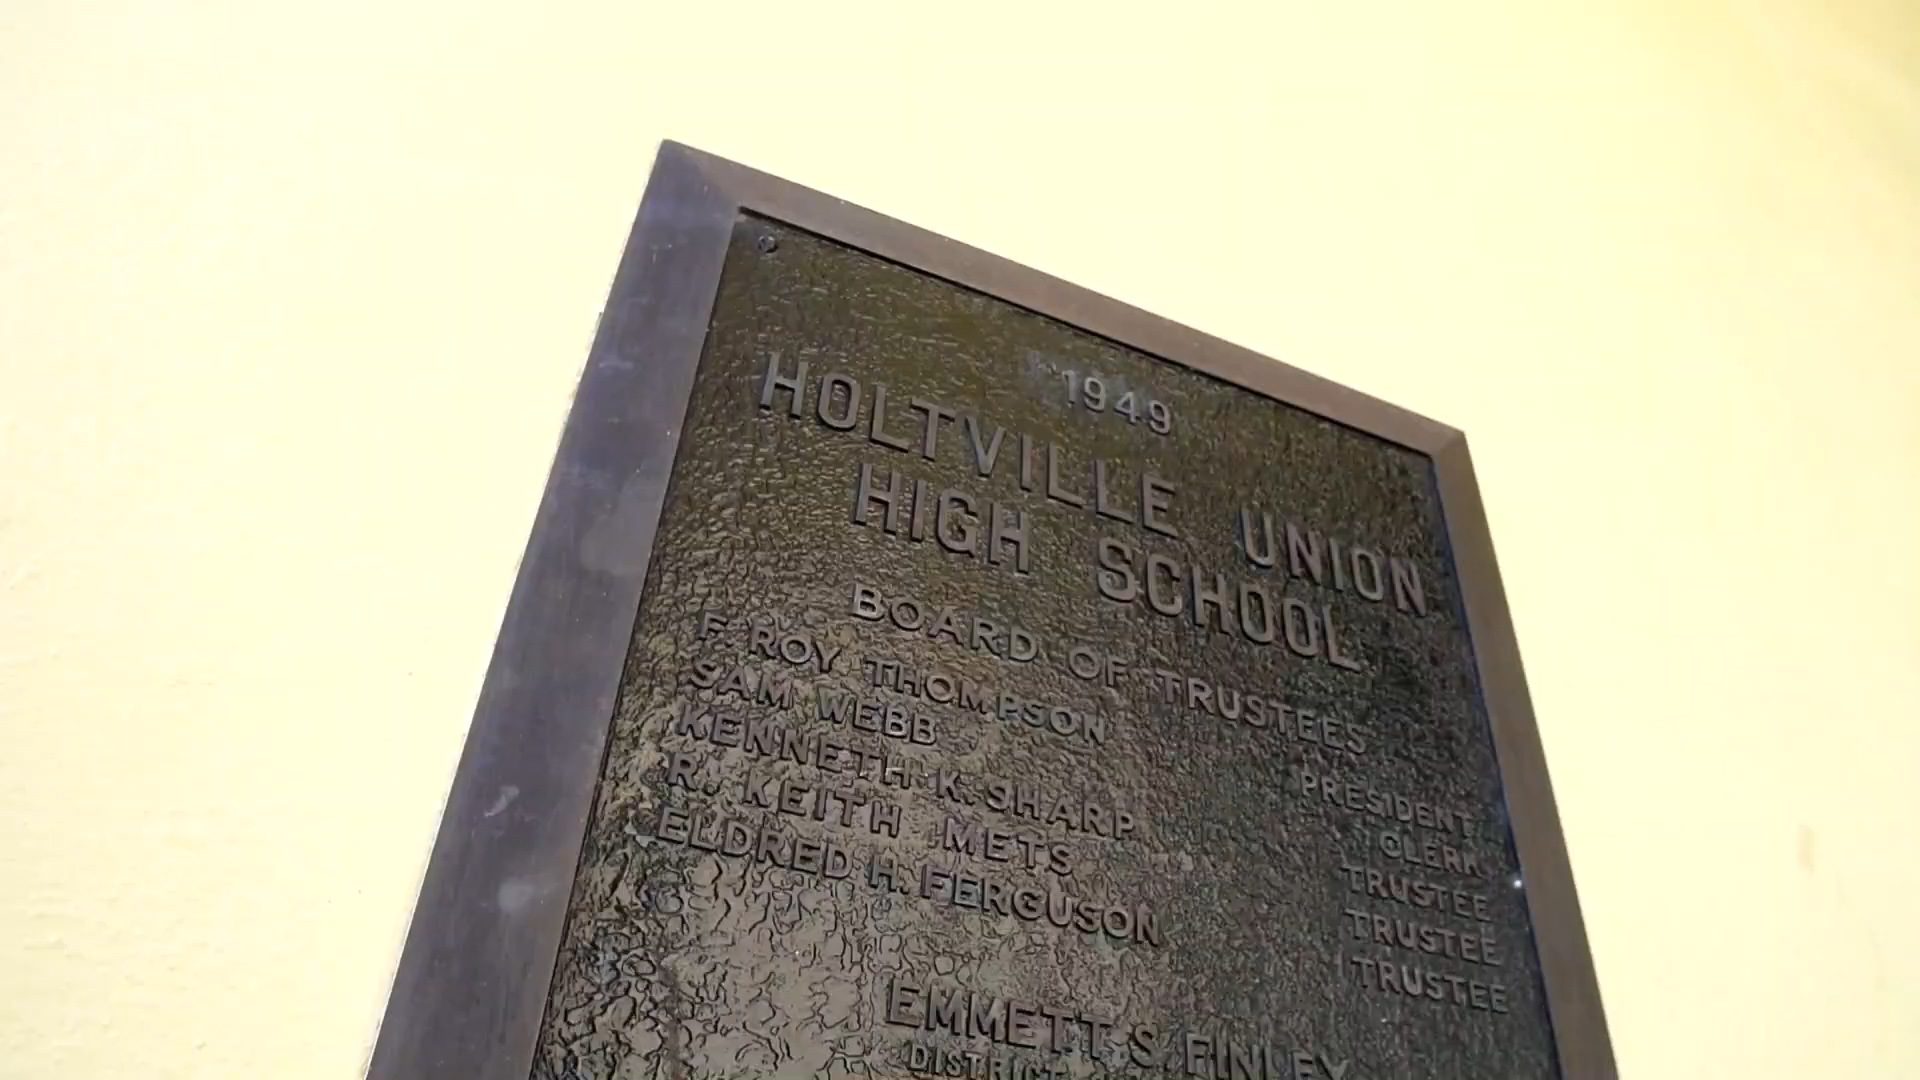 1949
HOLTVILLE UNION
HIGH SCHOOL
BOARD OF TRUSTEES
F. ROY THOMPSON PRESIDENT
SAM WEBB CLERK
KENNETH K. SHARP TRUSTEE
R. KEITH METS TRUSTEE
ELDRED H. FERGUSON TRUSTEE
EMMETT S. FINLEY
DISTRICT